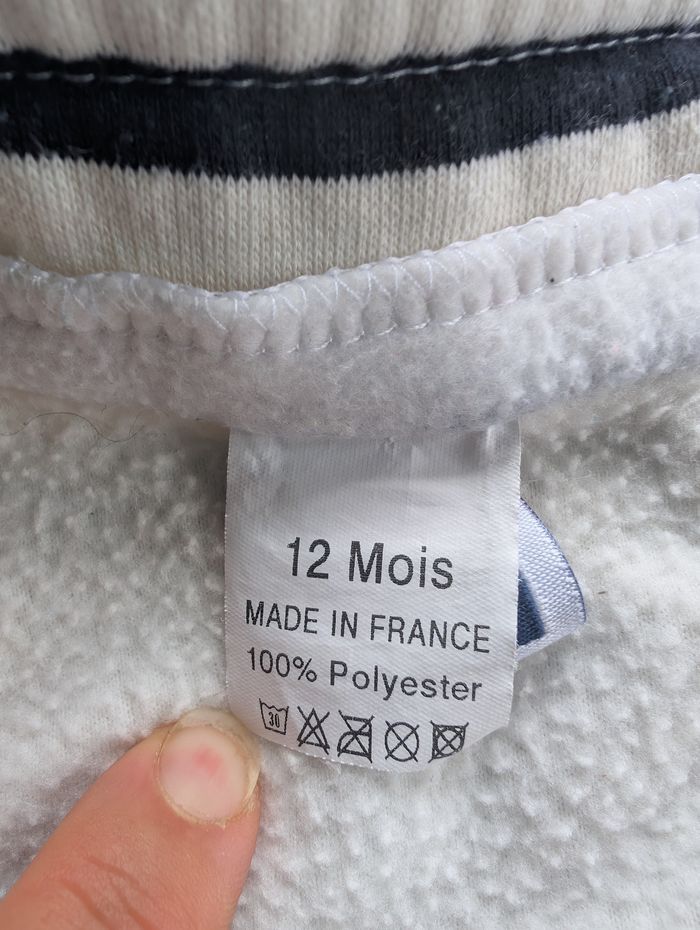 12 Mois
MADE IN FRANCE
100% Polyester
30